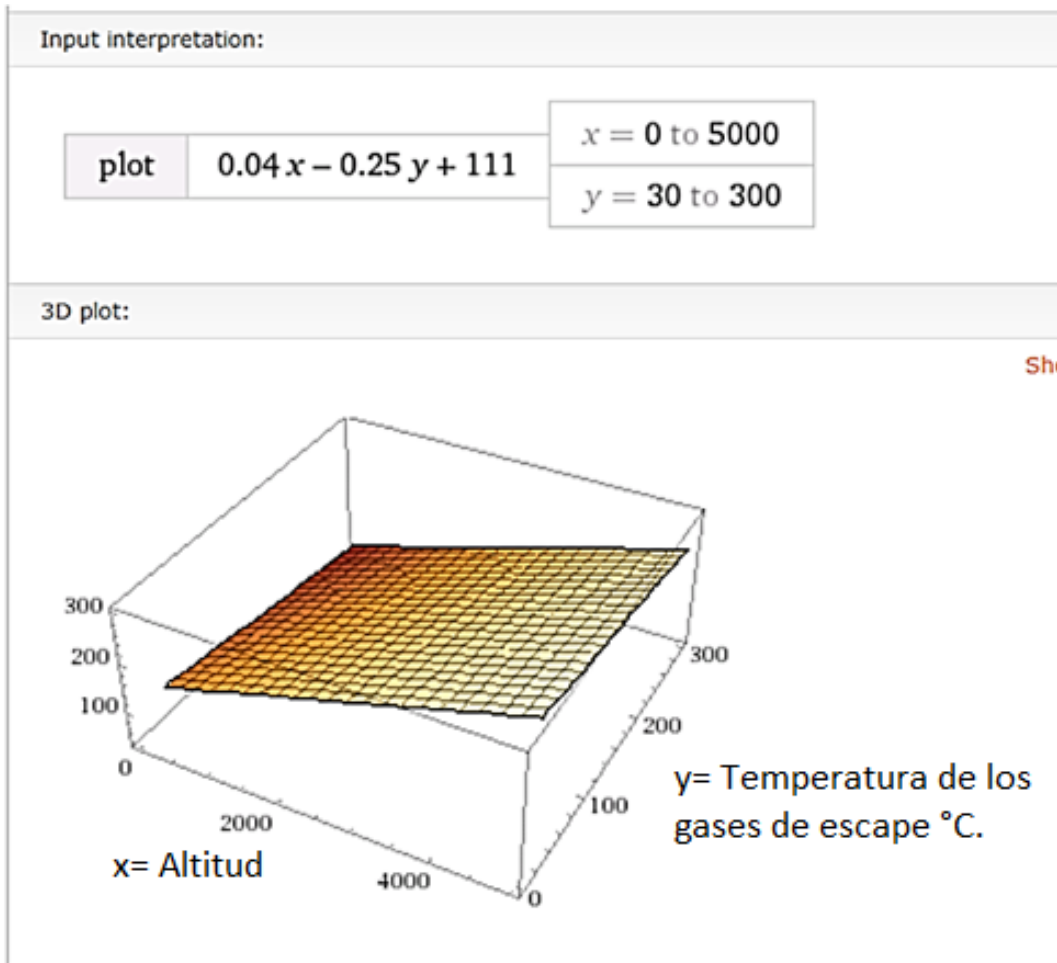 Input interpretation:
plot
0.04 x – 0.25 y + 111
x = 0 to 5000
y = 30 to 300
3D plot:
Sho
300
200
100
0
2000
4000
0
100
200
300
x= Altitud
y= Temperatura de los
gases de escape °C.